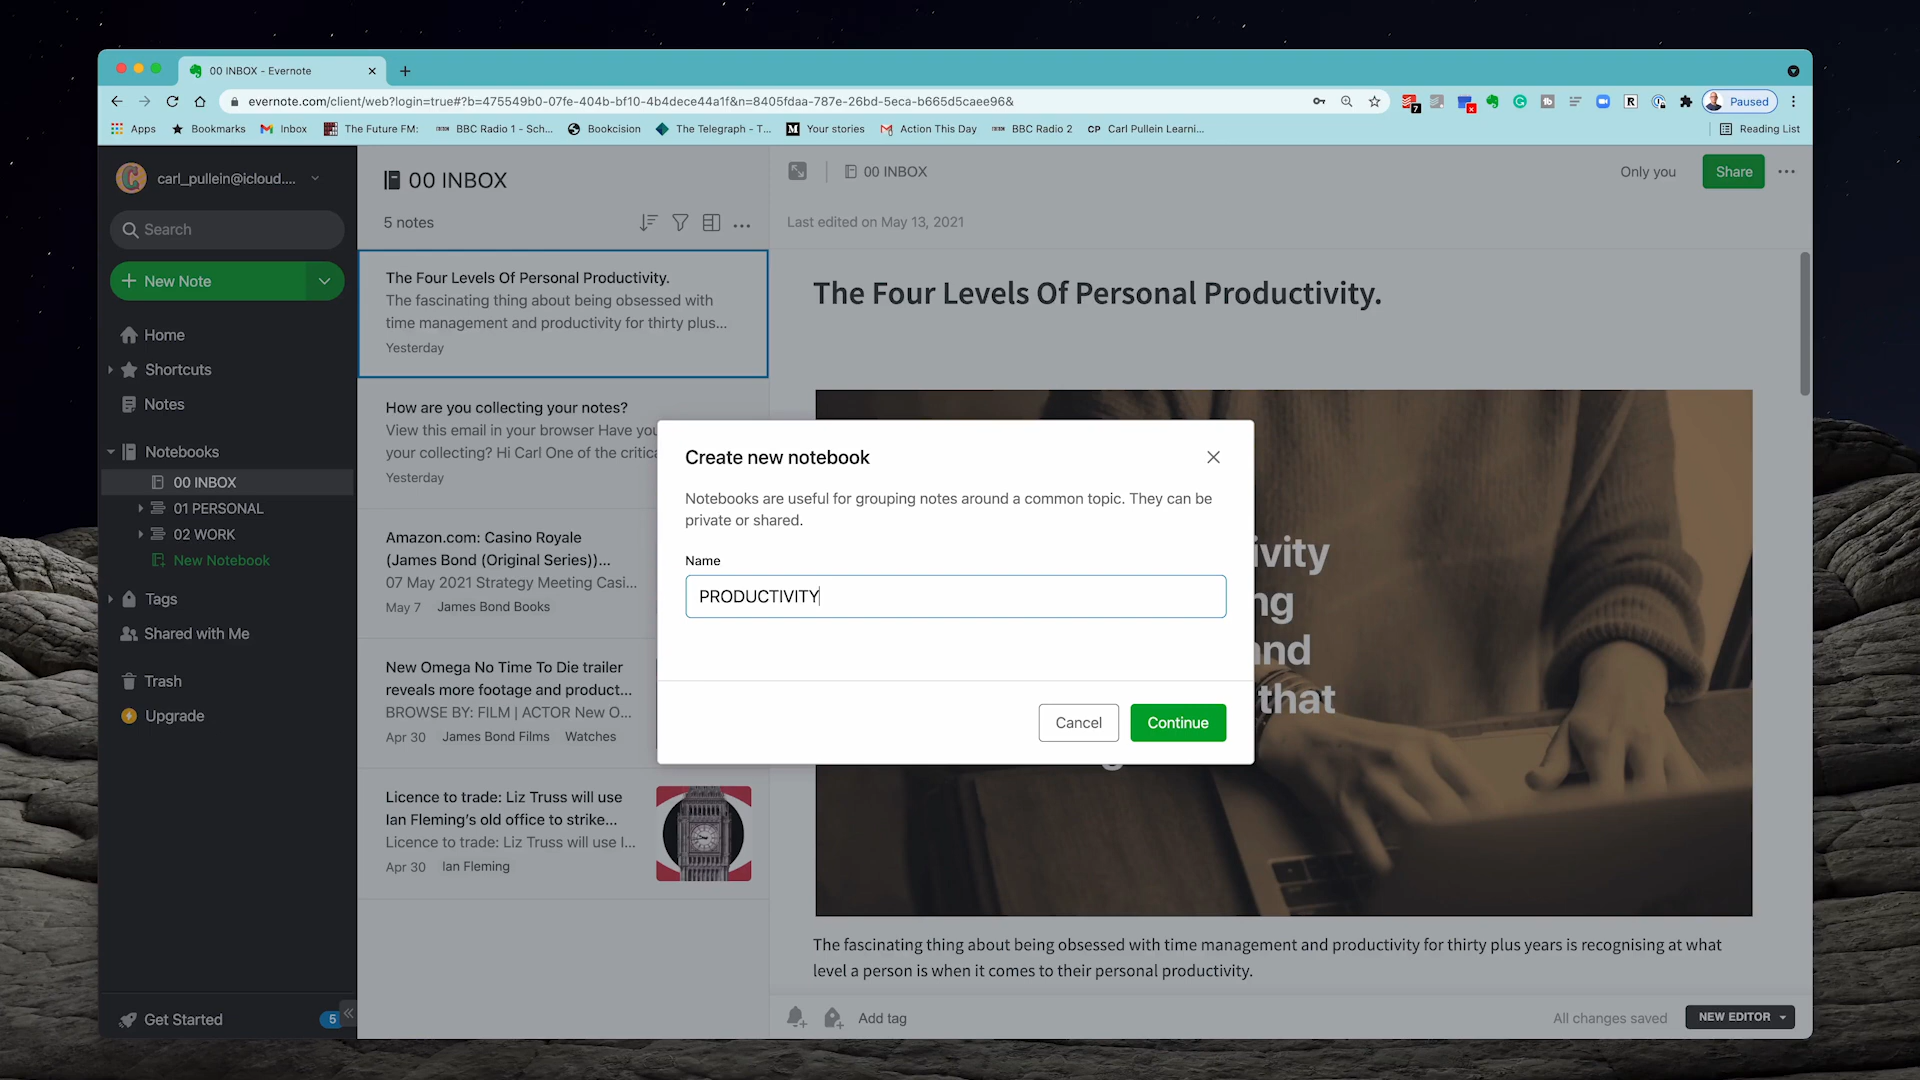 00 INBOX - Evernote
evernote.com/client/web?login=true#?b=475549b0-07fe-404b-bf10-4b4dece44a1f&n=8405fdaa-787e-26bd-5eca-b665d5caee96&
7
R
Paused
Apps
Bookmarks
Inbox
The Future FM:
BBC Radio 1 - Sch...
Bookcision
The Telegraph - T...
Your stories
Action This Day
BBC Radio 2
CP Carl Pullein Learni...
Reading List
carl_pullein@icloud....
Search
New Note
Home
Shortcuts
Notes
Notebooks
00 INBOX
01 PERSONAL
02 WORK
New Notebook
Tags
Shared with Me
Trash
Upgrade
Get Started
5
00 INBOX
5 notes
The Four Levels Of Personal Productivity.
The fascinating thing about being obsessed with
time management and productivity for thirty plus...
Yesterday
How are you collecting your notes?
View this email in your browser Have you
your collecting? Hi Carl One of the critica
Yesterday
Amazon.com: Casino Royale
(James Bond (Original Series))...
07 May 2021 Strategy Meeting Casi...
May 7 James Bond Books
New Omega No Time To Die trailer
reveals more footage and product...
BROWSE BY: FILM | ACTOR New O...
Apr 30 James Bond Films Watches
Licence to trade: Liz Truss will use
Ian Fleming's old office to strike...
Licence to trade: Liz Truss will use I...
Apr 30 Ian Fleming
00 INBOX
Only you
Share
Last edited on May 13, 2021
The Four Levels Of Personal Productivity.
Create new notebook
Notebooks are useful for grouping notes around a common topic. They can be
private or shared.
Name
PRODUCTIVITY
Cancel
Continue
The fascinating thing about being obsessed with time management and productivity for thirty plus years is recognising at what
level a person is when it comes to their personal productivity.
Add tag
All changes saved
NEW EDITOR